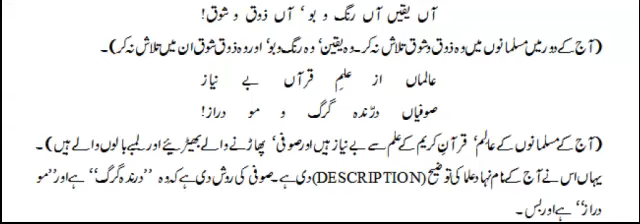 آں یقیں آں رنگ و بو‘ آں ذوق و شوق!
(آج کے دور میں مسلمانوں میں وہ ذوق و شوق تلاش نہ کر۔ وہ یقین‘ وہ رنگ و بو‘ اور وہ ذوق شوق ان میں تلاش نہ کر)۔
عالماں از علمِ قرآں بے نیاز
صوفیاں درّندہ گرگ و مو دراز!
(آج کے مسلمانوں کے عالِم‘ قرآنِ کریم کے علم سے بے نیاز ہیں اور صوفی‘ پھاڑنے والے بھیڑیئے اور لمبے بالوں والے ہیں)۔
یہاں اس نے آج کے نام نہاد علما کی توضیح (DESCRIPTION) دی ہے۔ صوفی کی روش دی ہے کہ وہ ’’درندہ گرگ‘‘ ہے اور ’’مو
دراز‘‘ ہے اور بس۔